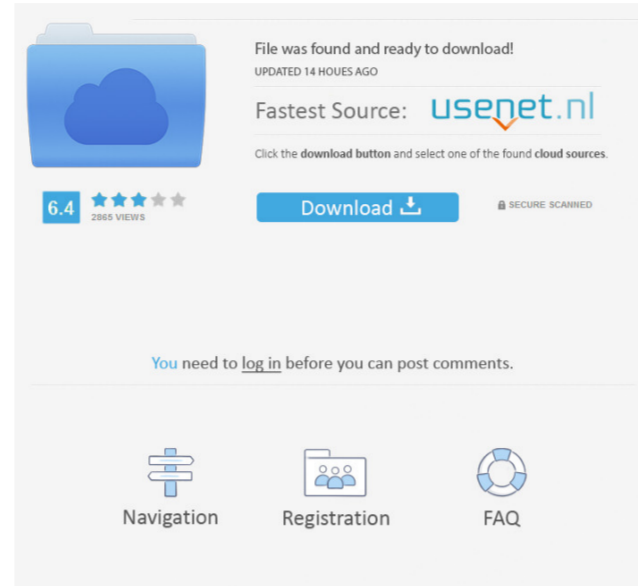 File was found and ready to download!
UPDATED 14 HOUES AGO
Fastest Source: usenet.nl
Click the download button and select one of the found cloud sources.
6.4
2865 VIEWS
Download
SECURE SCANNED
You need to log in before you can post comments.
Navigation
Registration
FAQ